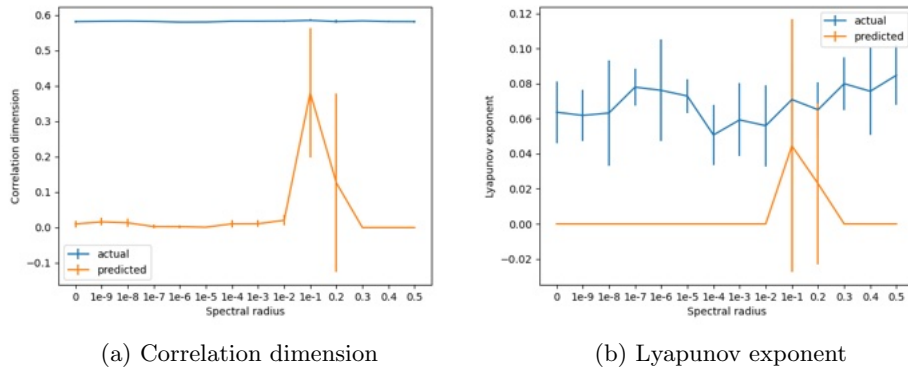 0.6
0.5
0.4
0.3
0.2
0.1
0.0
-0.1
Correlation dimension
actual
predicted
0 1e-9 1e-8 1e-7 1e-6 1e-5 1e-4 1e-3 1e-2 1e-1 0.2 0.3 0.4 0.5
Spectral radius
(a) Correlation dimension
0.12
0.10
0.08
0.06
0.04
0.02
0.00
−0.02
Lyapunov exponent
actual
predicted
0 1e-9 1e-8 1e-7 1e-6 1e-5 1e-4 1e-3 1e-2 1e-1 0.2 0.3 0.4 0.5
Spectral radius
(b) Lyapunov exponent